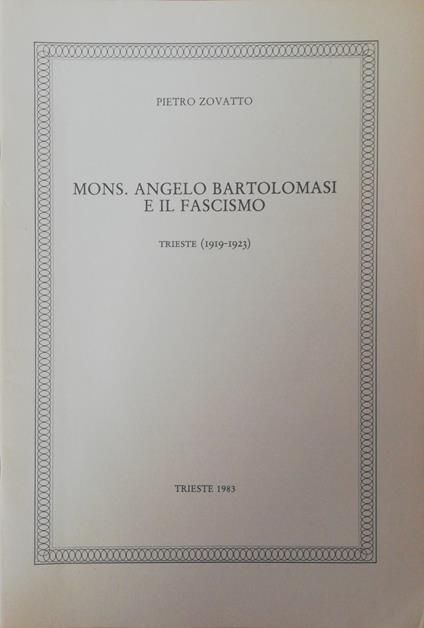 PIETRO ZOVATTO
MONS. ANGELO BARTOLOMASI
E IL FASCISMO
TRIESTE (1919-1923)
TRIESTE 1983